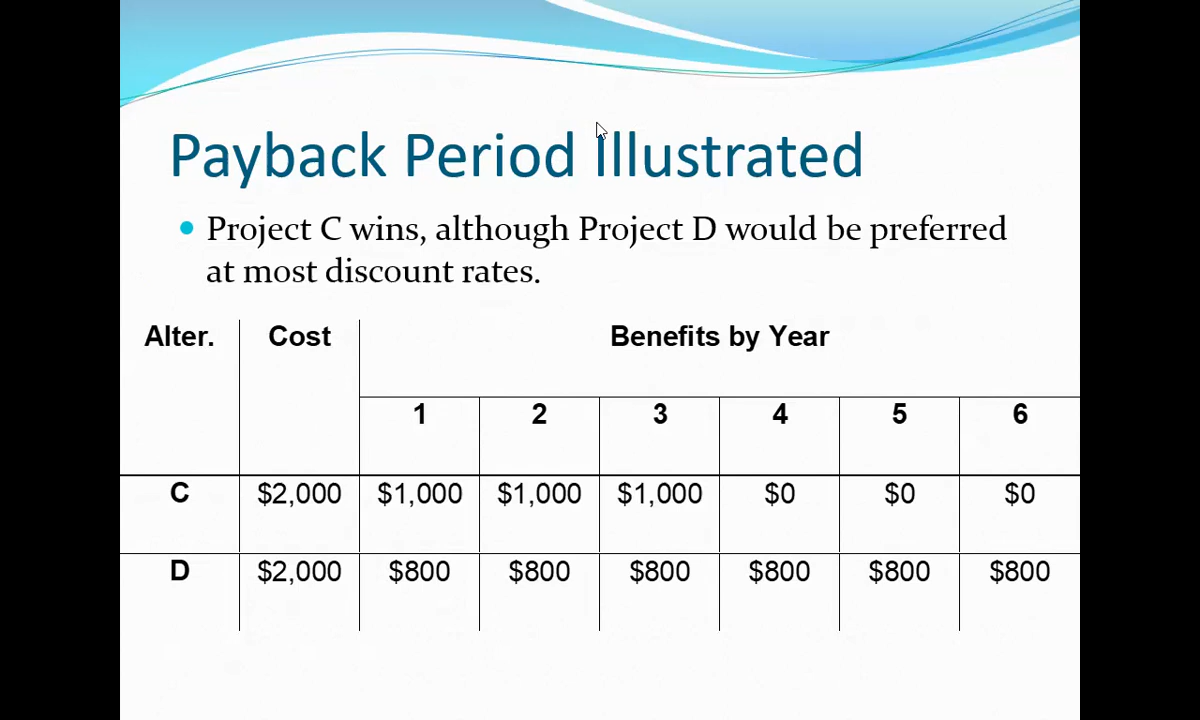 Payback Period Illustrated
• Project C wins, although Project D would be preferred
at most discount rates.
Alter. Cost Benefits by Year
1 2 3 4 5 6
C $2,000 $1,000 $1,000 $1,000 $0 $0 $0
D $2,000 $800 $800 $800 $800 $800 $800